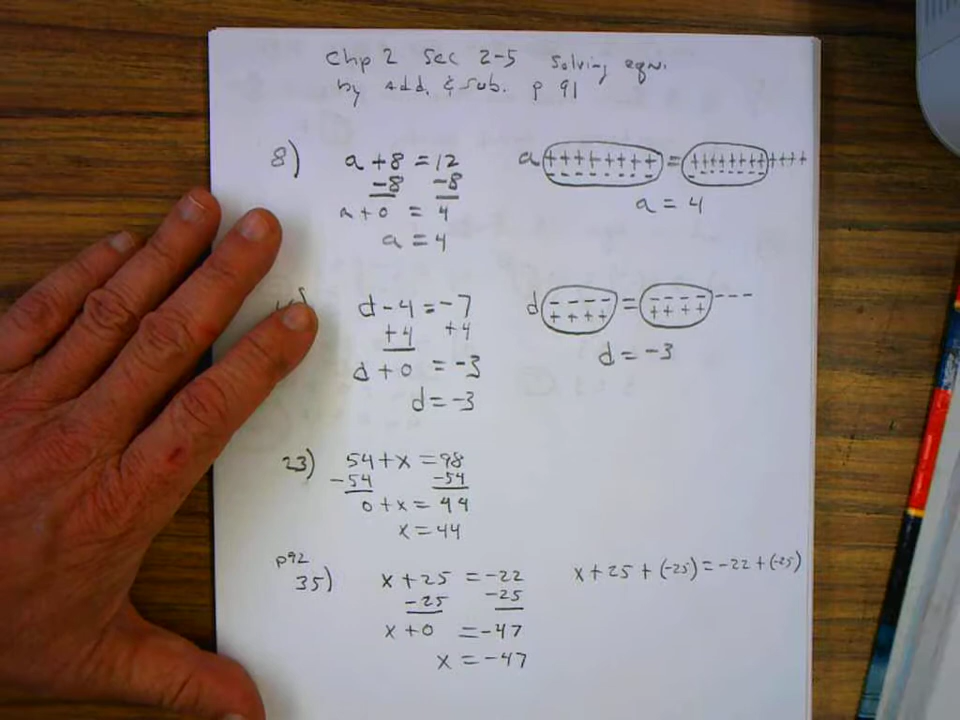 Chp 2 Sec 2-5 Solving eqn.
by Add. & sub. p 91
8) a + 8 = 12
-8 -8
a + 0 = 4
a = 4
a ++++++++ = ++++++++++++
-------- --------
a = 4
d - 4 = -7
+4 +4
d + 0 = -3
d = -3
d ---- = ---- ---
++++ ++++
d = -3
23) 54 + x = 98
-54 -54
0 + x = 44
x = 44
p92
35) x + 25 = -22
-25 -25
x + 0 = -47
x = -47
x + 25 + (-25) = -22 + (-25)